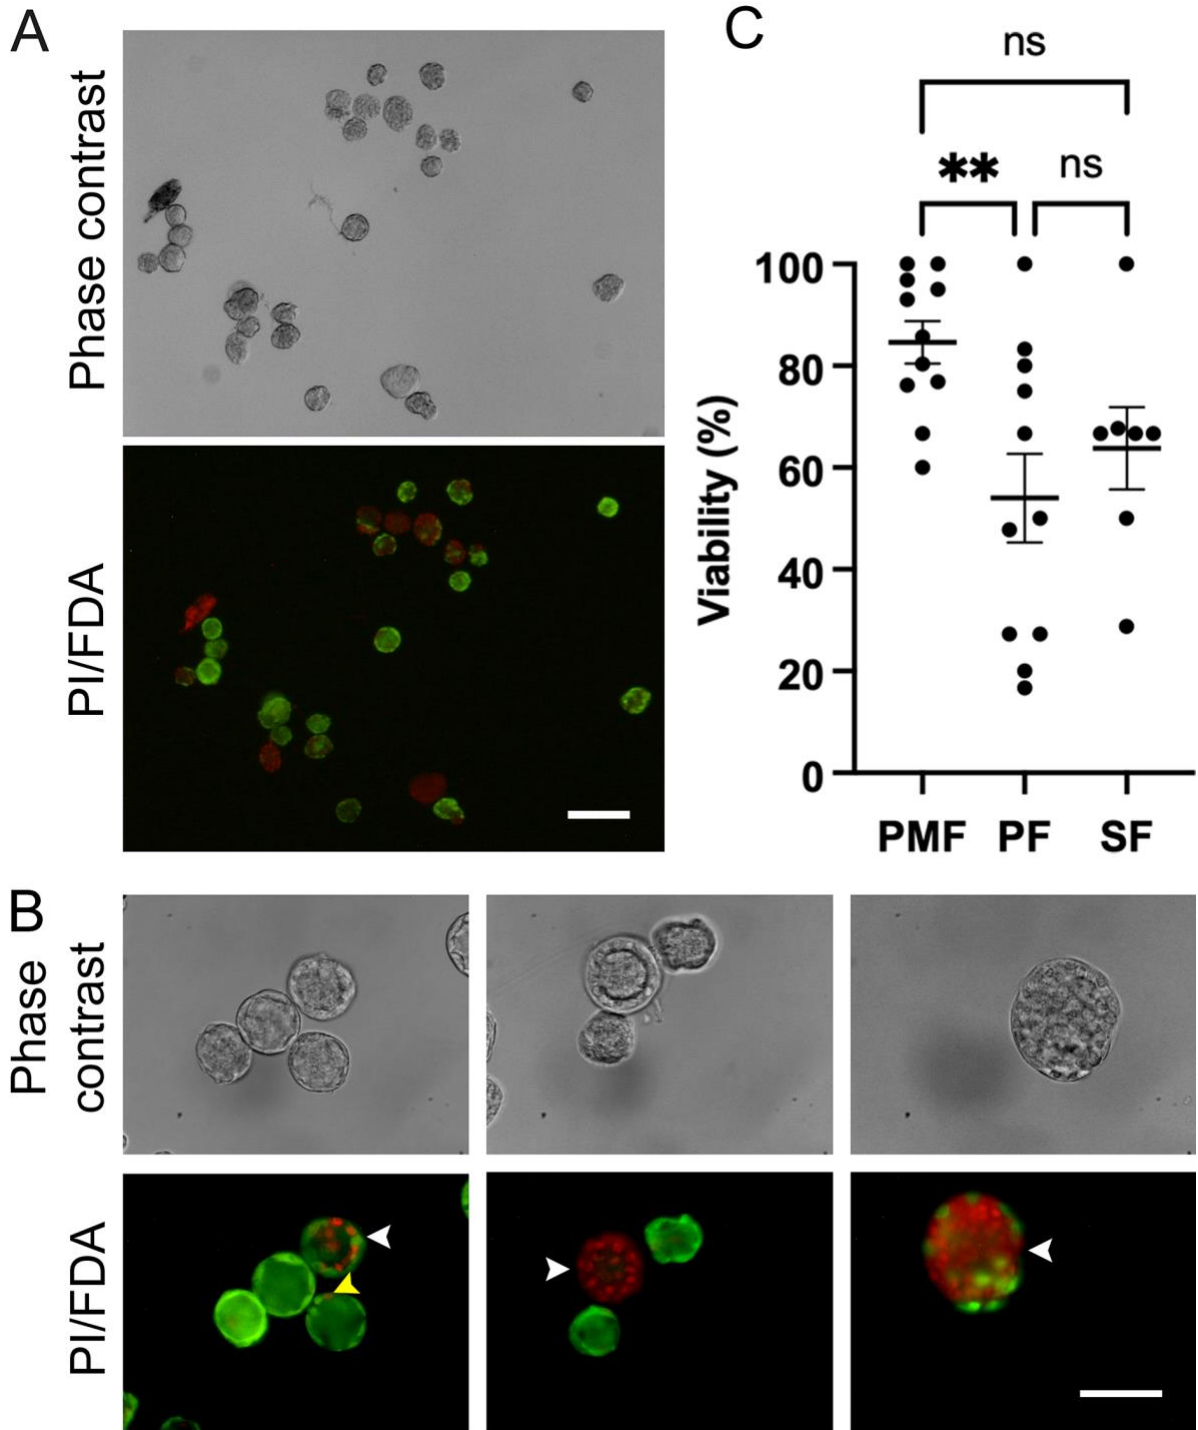 A
Phase contrast
PI/FDA
C
ns
** ns
100
80
60
40
20
0
Viability (%)
PMF PF SF
B
Phase
contrast
PI/FDA